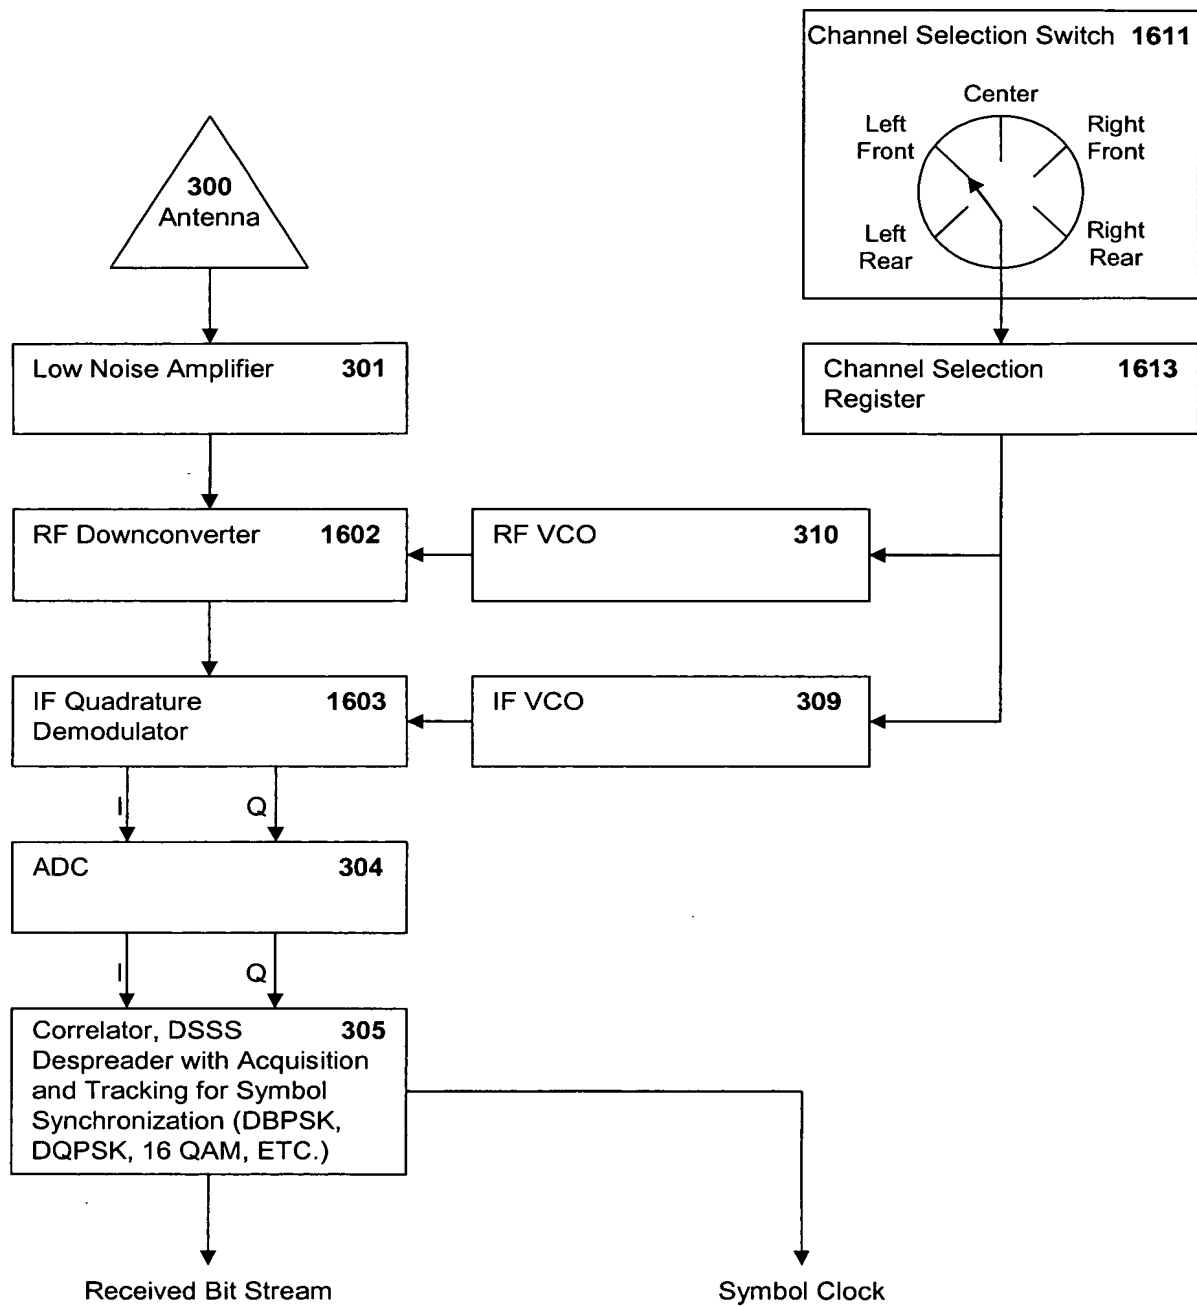 Channel Selection Switch 1611
Center
Left
Front
Right
Front
Left
Rear
Right
Rear
300
Antenna
Low Noise Amplifier 301
Channel Selection 1613
Register
RF Downconverter 1602
RF VCO 310
IF Quadrature 1603
Demodulator
IF VCO 309
I Q
ADC 304
I Q
Correlator, DSSS 305
Despreader with Acquisition
and Tracking for Symbol
Synchronization (DBPSK,
DQPSK, 16 QAM, ETC.)
Received Bit Stream
Symbol Clock